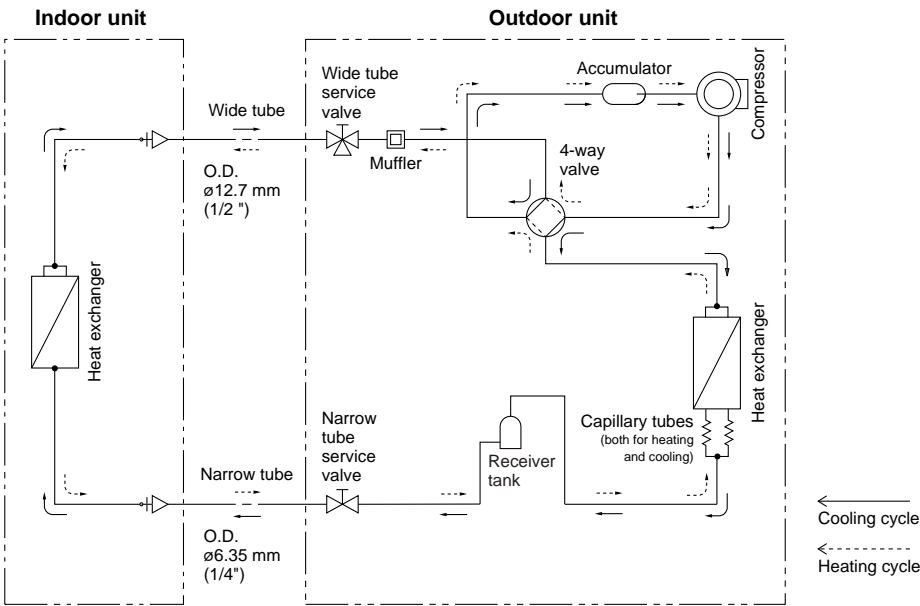 Indoor unit
Outdoor unit
Wide tube
O.D.
ø12.7 mm
(1/2 ")
Wide tube
service
valve
Muffler
Accumulator
Compressor
4-way
valve
Heat exchanger
Heat exchanger
Capillary tubes
(both for heating
and cooling)
Receiver
tank
Narrow
tube
service
valve
Narrow tube
O.D.
ø6.35 mm
(1/4")
Cooling cycle
Heating cycle